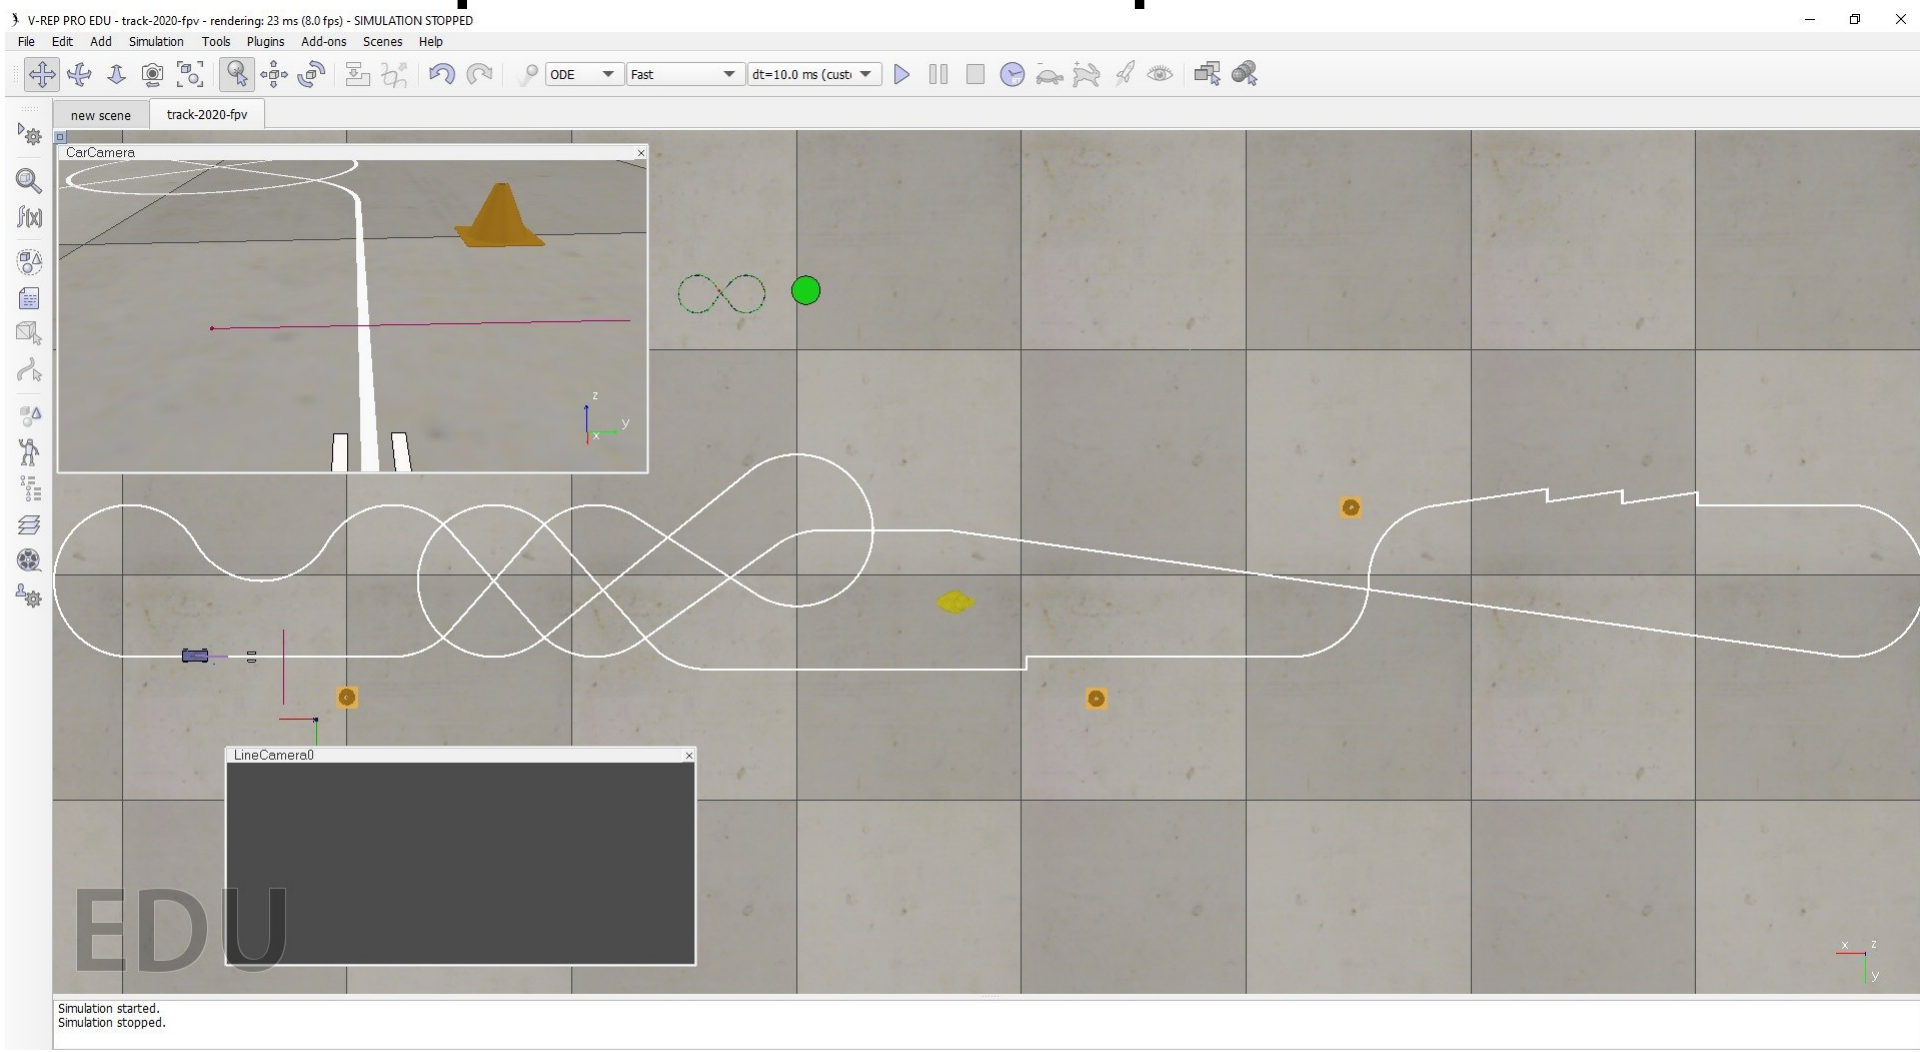 V-REP PRO EDU - track-2020-fpv - rendering: 23 ms (8.0 fps) - SIMULATION STOPPED
File Edit Add Simulation Tools Plugins Add-ons Scenes Help
ODE Fast dt=10.0 ms (cust
f(x)
new scene track-2020-fpv
CarCamera
z
y
x
LineCamera0
EDU
x z
y
Simulation started.
Simulation stopped.